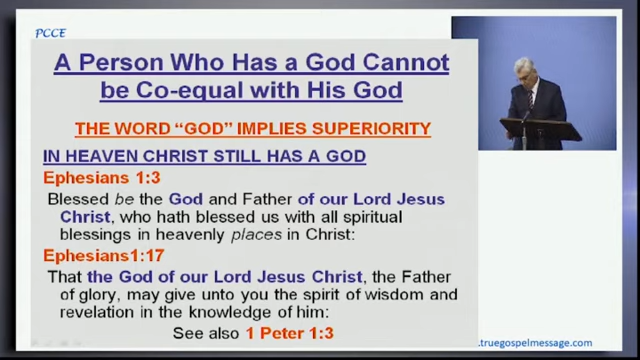 PCCE
A Person Who Has a God Cannot
be Co-equal with His God
THE WORD “GOD” IMPLIES SUPERIORITY
IN HEAVEN CHRIST STILL HAS A GOD
Ephesians 1:3
Blessed be the God and Father of our Lord Jesus
Christ, who hath blessed us with all spiritual
blessings in heavenly places in Christ:
Ephesians1:17
That the God of our Lord Jesus Christ, the Father
of glory, may give unto you the spirit of wisdom and
revelation in the knowledge of him:
See also 1 Peter 1:3
.truegospelmessage.com